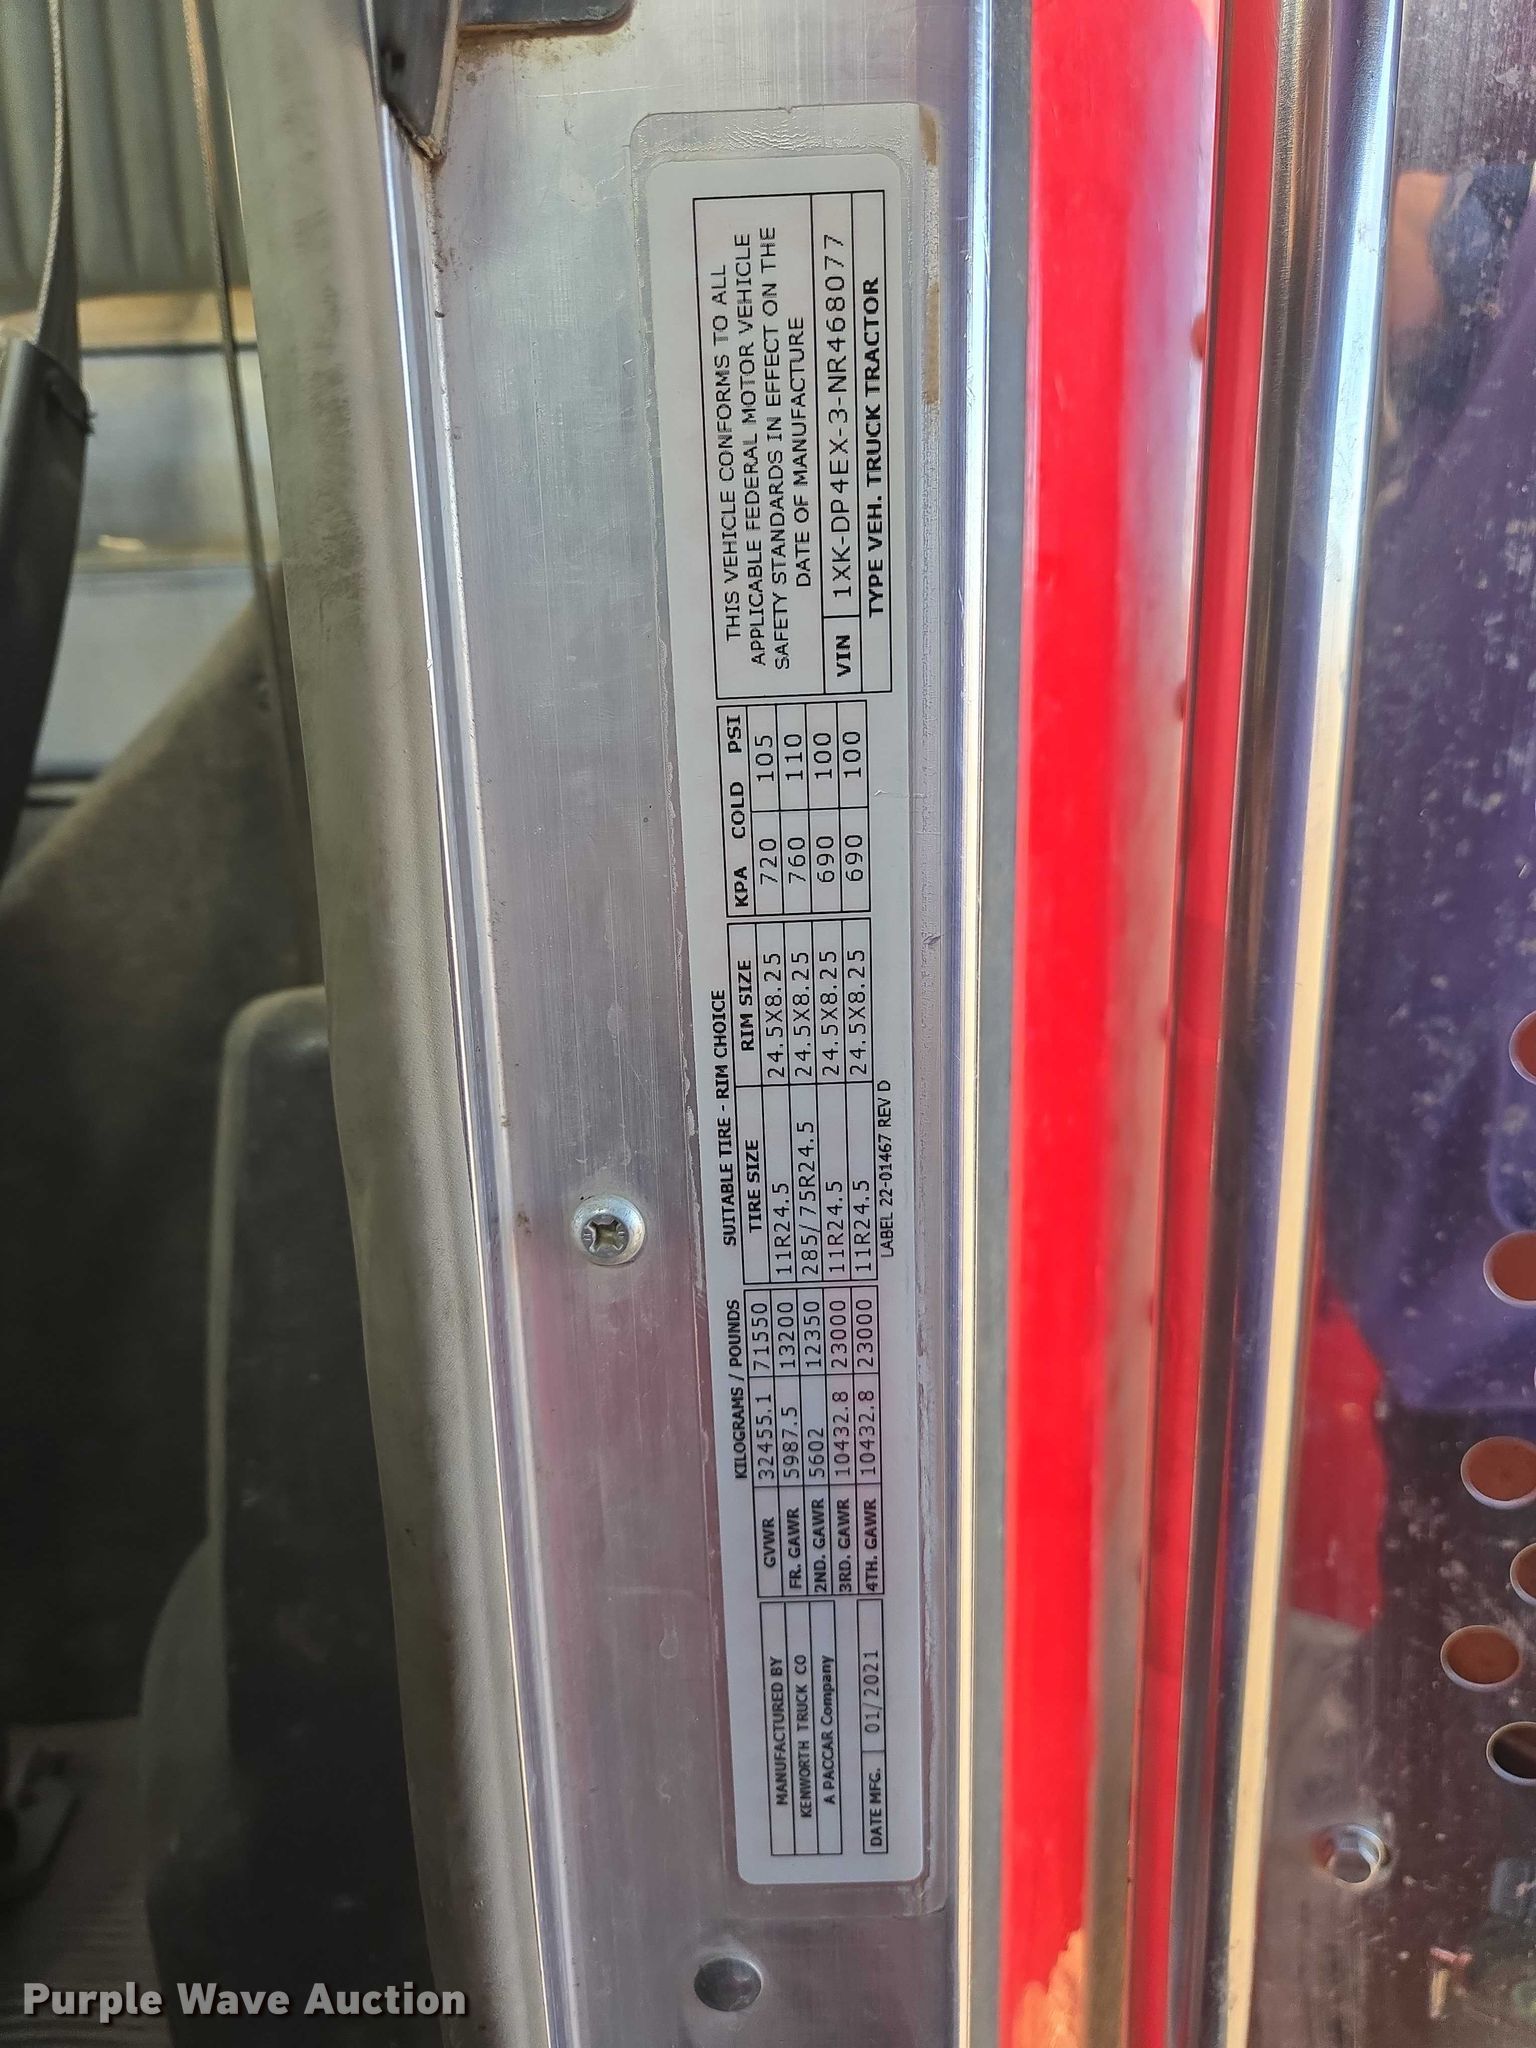 MANUFACTURED BY
KENWORTH TRUCK CO
A PACCAR Company
DATE MFG. 01/2021
KILOGRAMS / POUNDS
GVWR 32455.1 71550
FR. GAWR 5987.5 13200
2ND. GAWR 5602 12350
3RD. GAWR 10432.8 23000
4TH. GAWR 10432.8 23000
SUITABLE TIRE - RIM CHOICE
TIRE SIZE RIM SIZE KPA COLD PSI
11R24.5 24.5X8.25 720 105
285/75R24.5 24.5X8.25 760 110
11R24.5 24.5X8.25 690 100
11R24.5 24.5X8.25 690 100
LABEL 22-01467 REV D
THIS VEHICLE CONFORMS TO ALL
APPLICABLE FEDERAL MOTOR VEHICLE
SAFETY STANDARDS IN EFFECT ON THE
DATE OF MANUFACTURE
VIN 1XK-DP4EX-3-NR468077
TYPE VEH. TRUCK TRACTOR
Purple Wave Auction